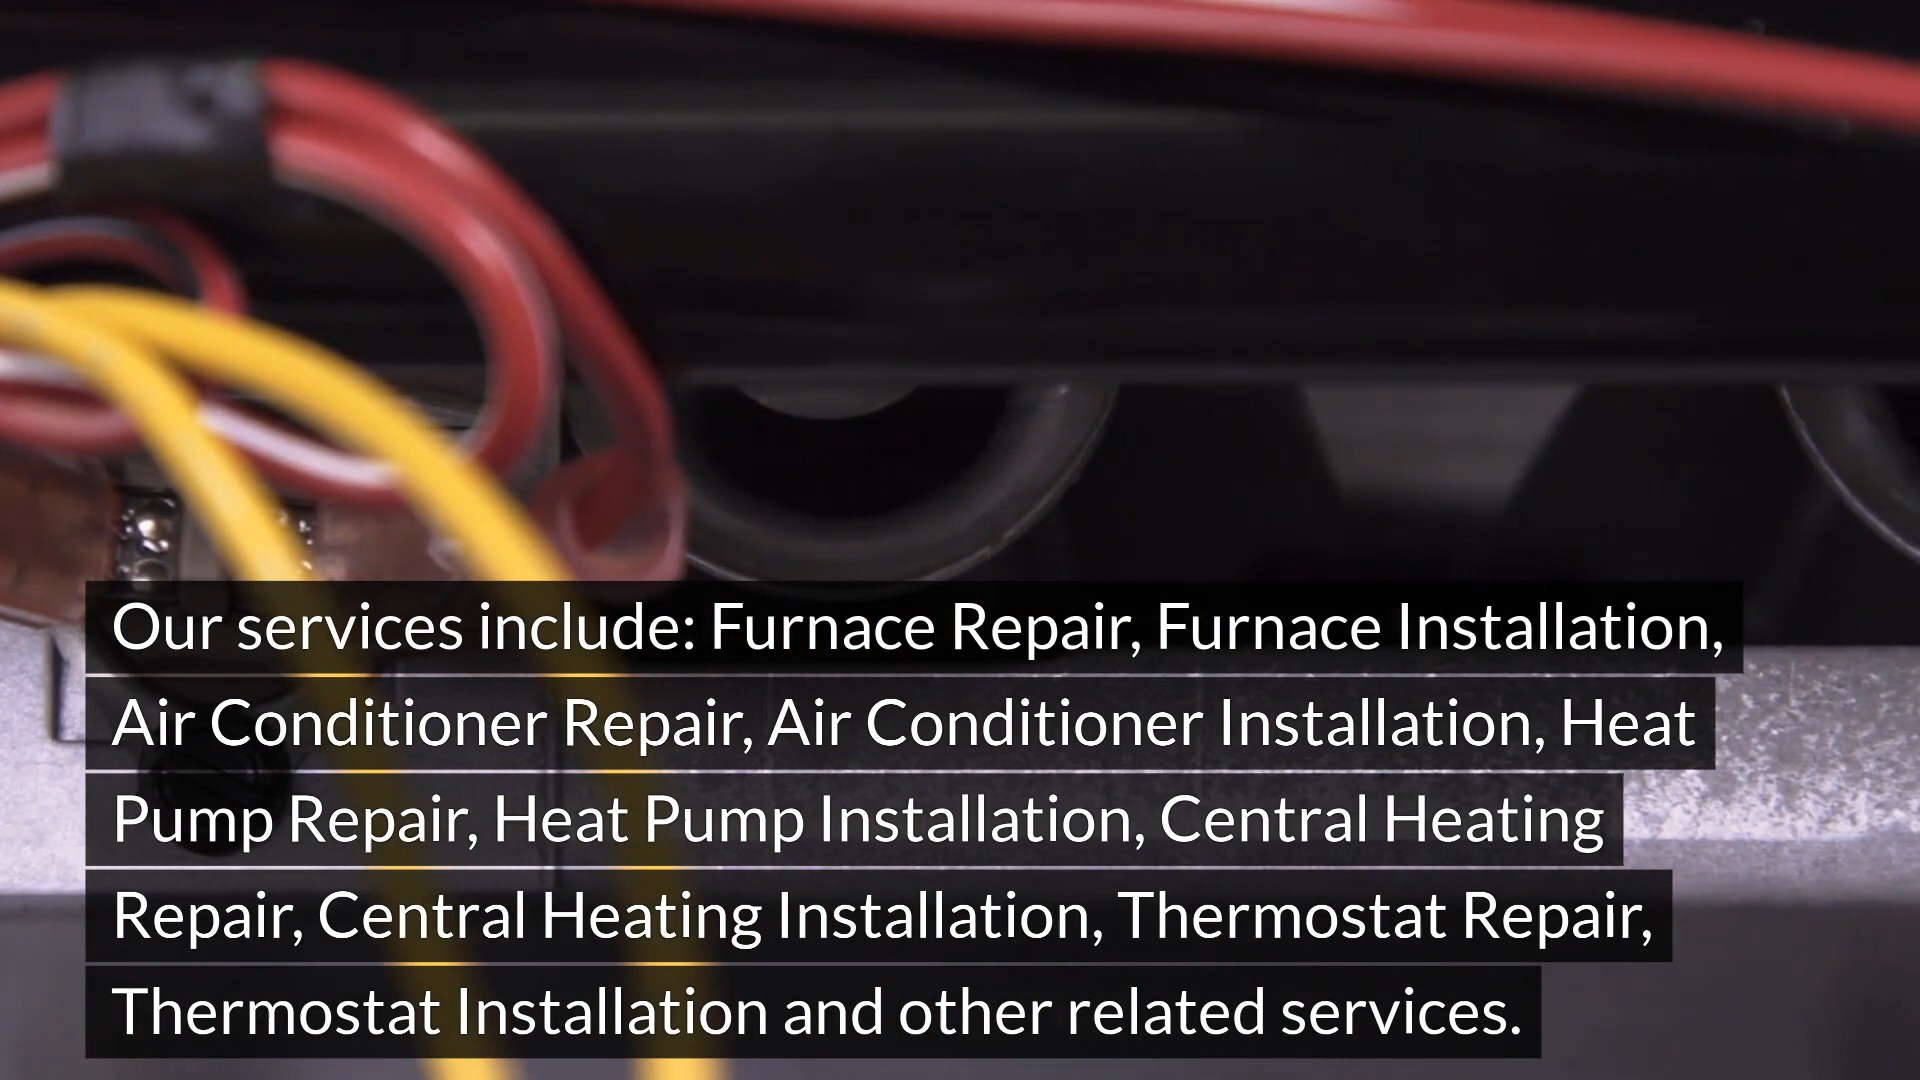 Our services include: Furnace Repair, Furnace Installation,
Air Conditioner Repair, Air Conditioner Installation, Heat
Pump Repair, Heat Pump Installation, Central Heating
Repair, Central Heating Installation, Thermostat Repair,
Thermostat Installation and other related services.